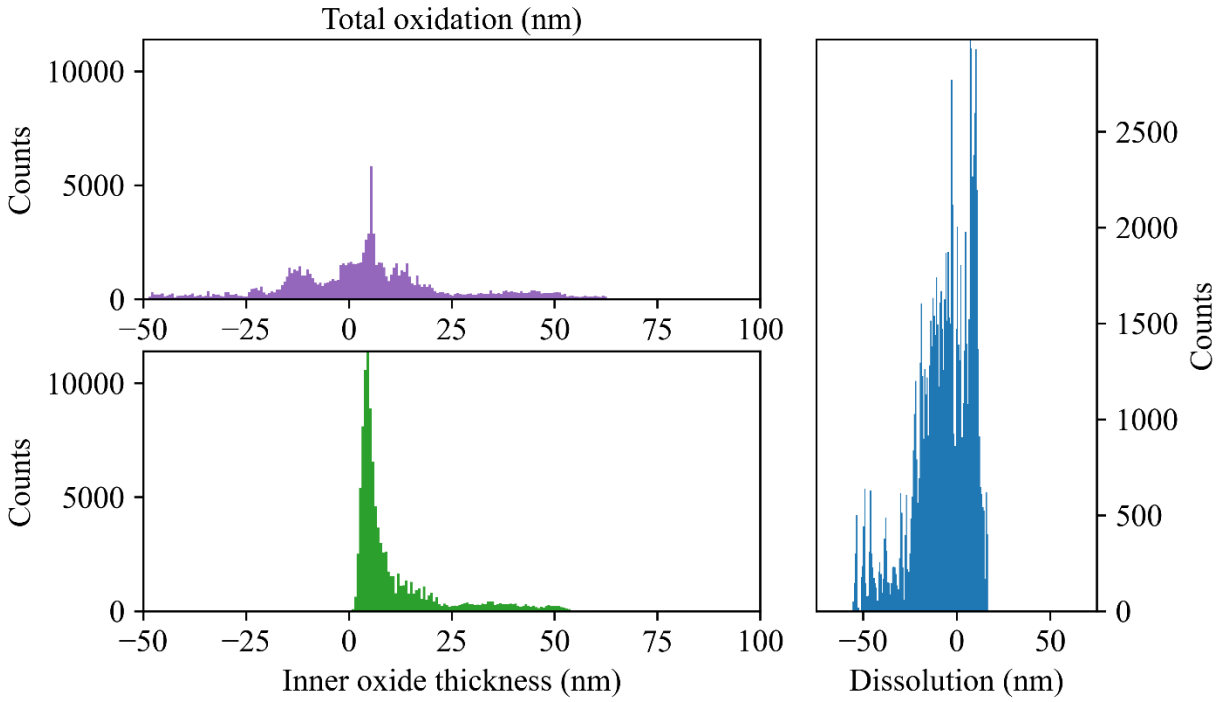 Total oxidation (nm)
Counts
10000
5000
0
−50 −25 0 25 50 75 100
Counts
10000
5000
0
−50 −25 0 25 50 75 100
Inner oxide thickness (nm)
2500
2000
1500
1000
500
0
Counts
−50 0 50
Dissolution (nm)